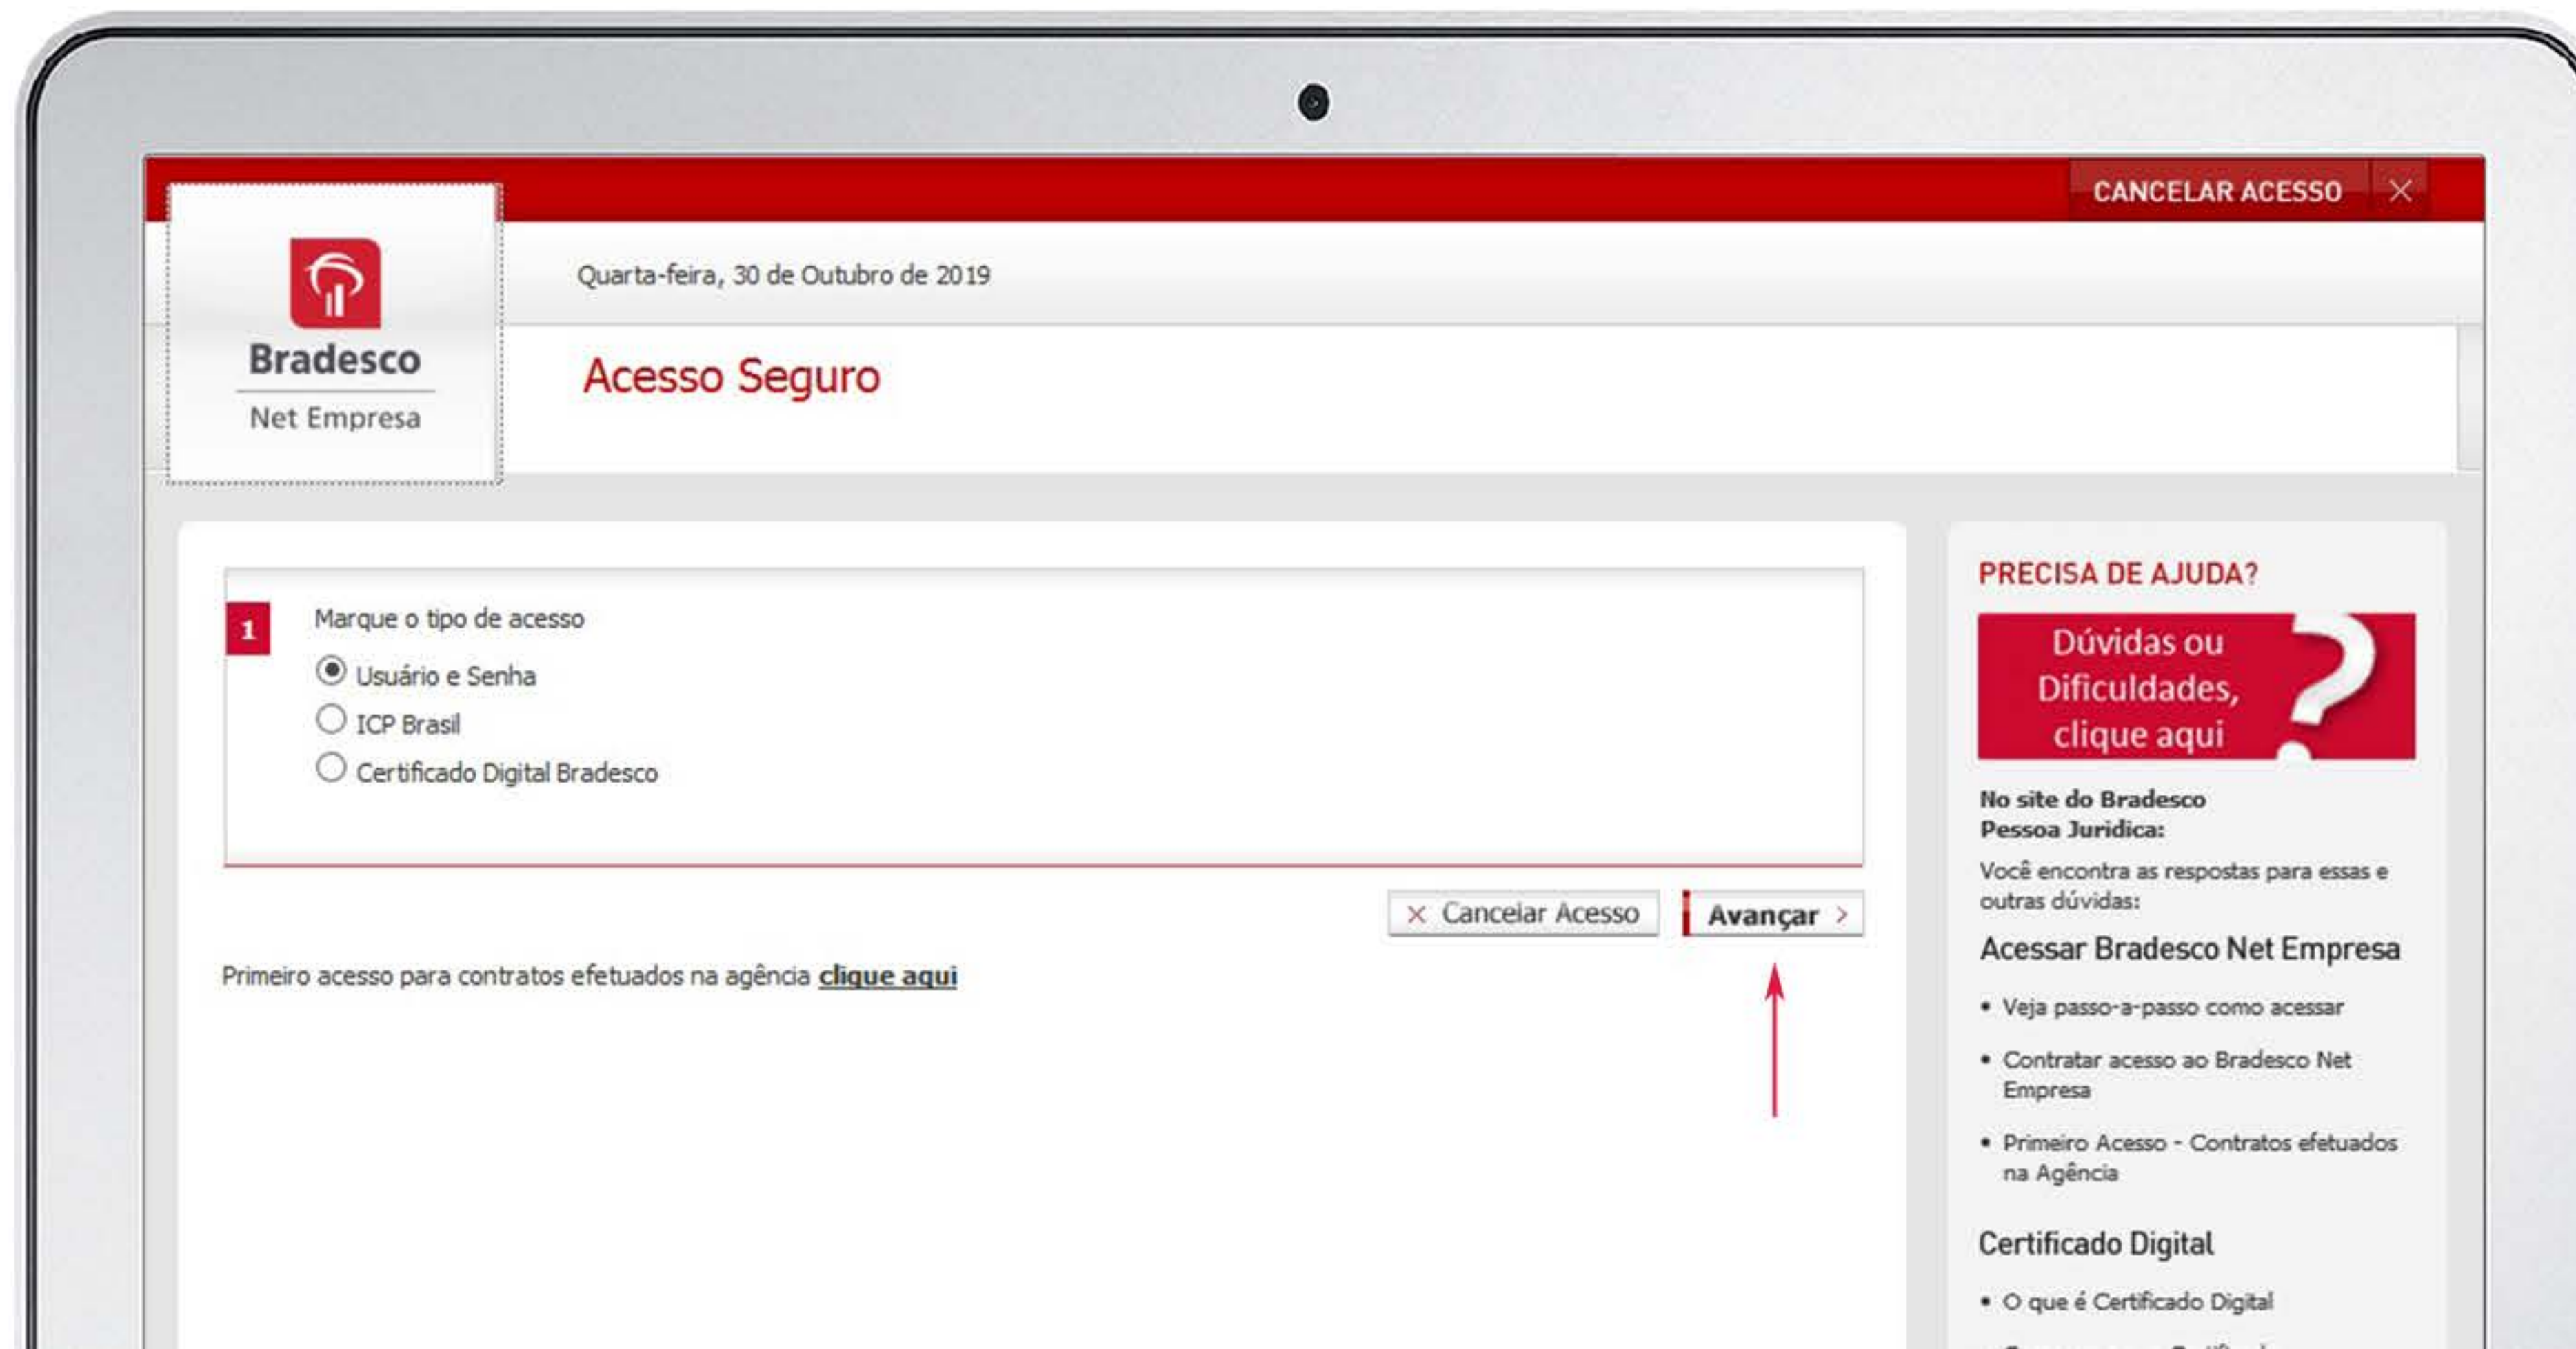 CANCELAR ACESSO
Quarta-feira, 30 de Outubro de 2019
Bradesco
Net Empresa
Acesso Seguro
1
Marque o tipo de acesso
Usuário e Senha
ICP Brasil
Certificado Digital Bradesco
Cancelar Acesso
Avançar
Primeiro acesso para contratos efetuados na agência clique aqui
PRECISA DE AJUDA?
Dúvidas ou
Dificuldades,
clique aqui
No site do Bradesco
Pessoa Juridica:
Você encontra as respostas para essas e
outras dúvidas:
Acessar Bradesco Net Empresa
• Veja passo-a-passo como acessar
• Contratar acesso ao Bradesco Net
Empresa
• Primeiro Acesso - Contratos efetuados
na Agência
Certificado Digital
• O que é Certificado Digital